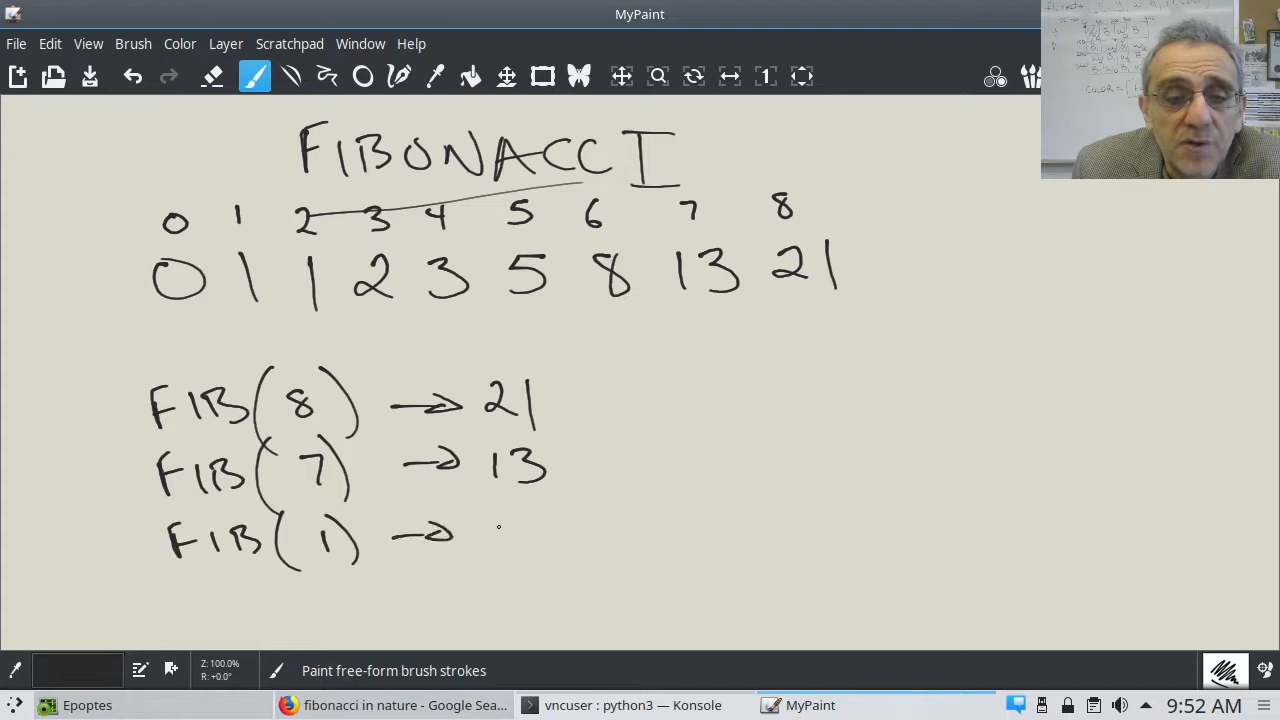 MyPaint
File Edit View Brush Color Layer Scratchpad Window Help
FIBONACCI
0 1 2 3 4 5 6 7 8
0 1 1 2 3 5 8 13 21
FIB(8) → 21
FIB(7) → 13
FIB(1) →
Z: 100.0%
R: +0.0°
Paint free-form brush strokes
Epoptes
fibonacci in nature - Google Sea...
vncuser : python3 — Konsole
MyPaint
9:52 AM